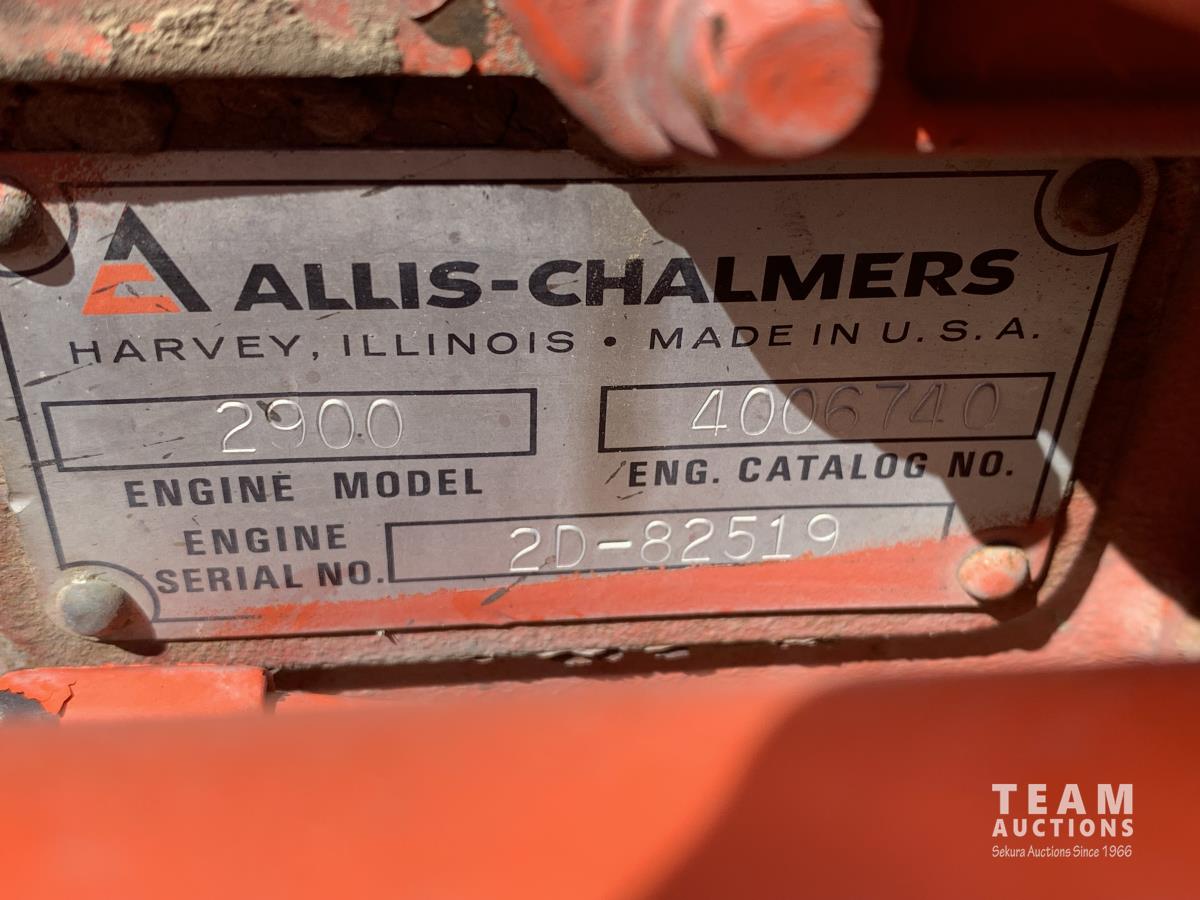 ALLIS-CHALMERS
HARVEY, ILLINOIS • MADE IN U.S.A.
2900 4006740
ENGINE MODEL ENG. CATALOG NO.
ENGINE
SERIAL NO. 2D-82519
TEAM
AUCTIONS
Sekura Auctions Since 1966